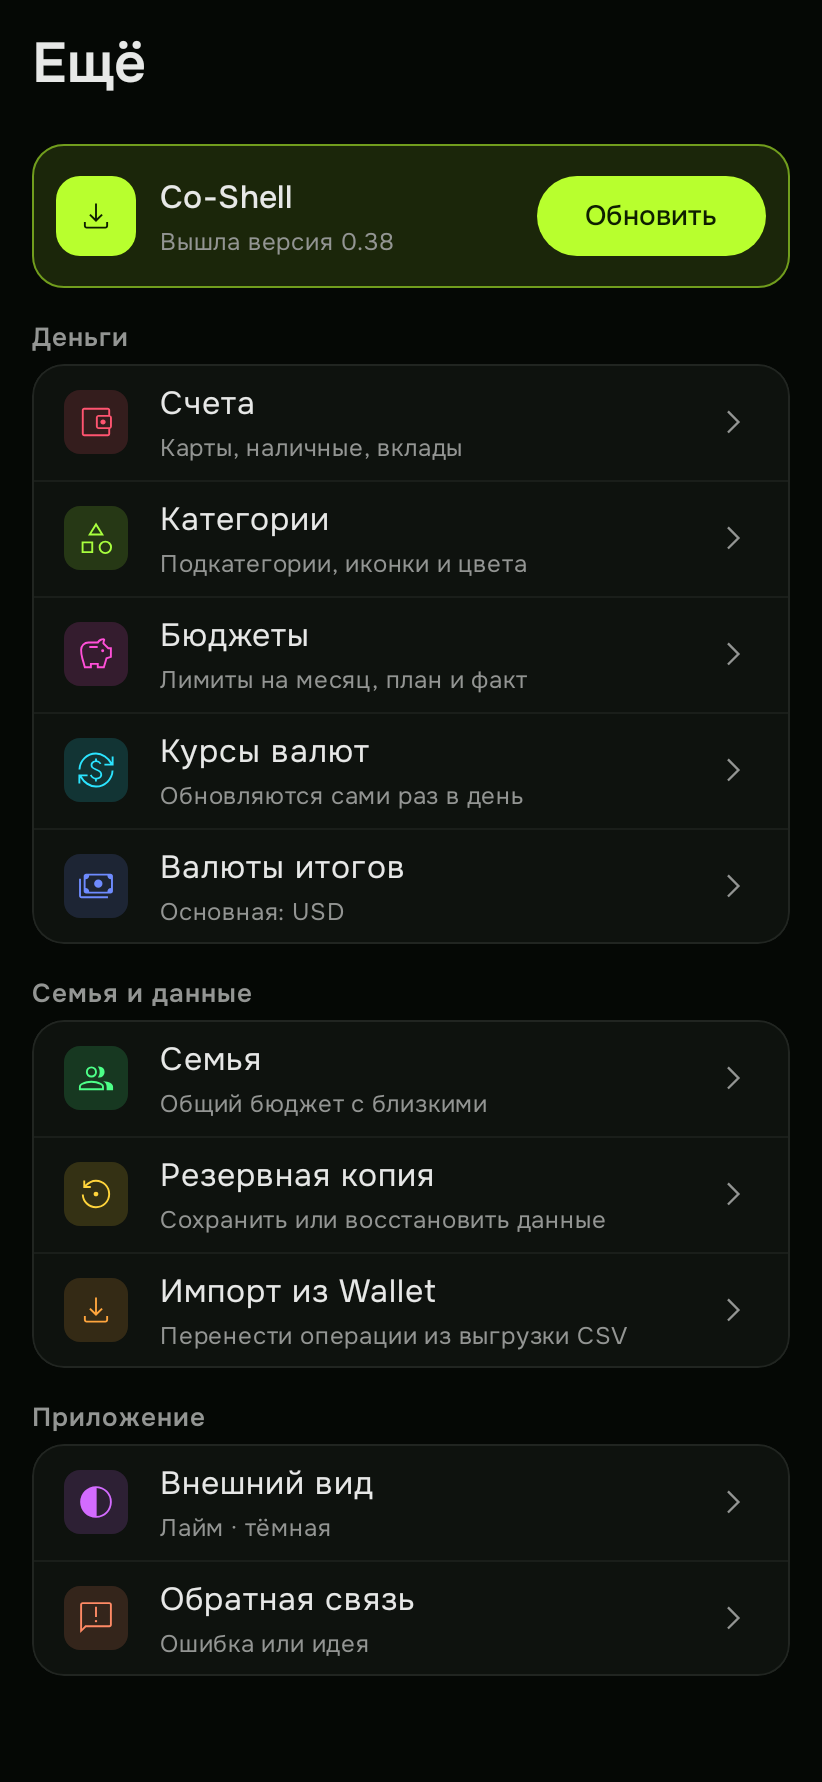 Ещё
Co-Shell
Вышла версия 0.38
Обновить
Деньги
Счета
Карты, наличные, вклады
Категории
Подкатегории, иконки и цвета
Бюджеты
Лимиты на месяц, план и факт
Курсы валют
Обновляются сами раз в день
Валюты итогов
Основная: USD
Семья и данные
Семья
Общий бюджет с близкими
Резервная копия
Сохранить или восстановить данные
Импорт из Wallet
Перенести операции из выгрузки CSV
Приложение
Внешний вид
Лайм · тёмная
Обратная связь
Ошибка или идея